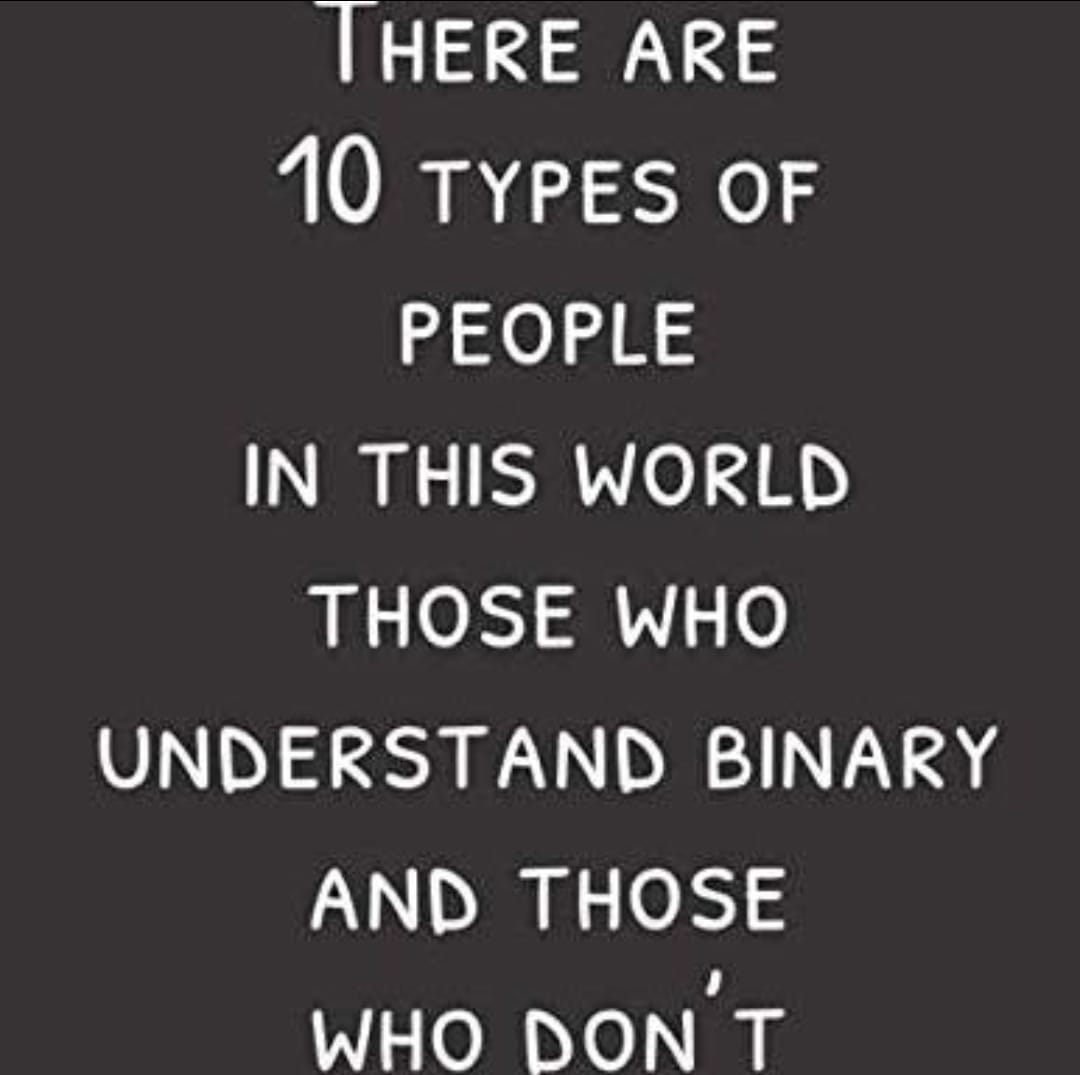 There are
10 types of
people
in this world
those who
understand binary
and those
who don't